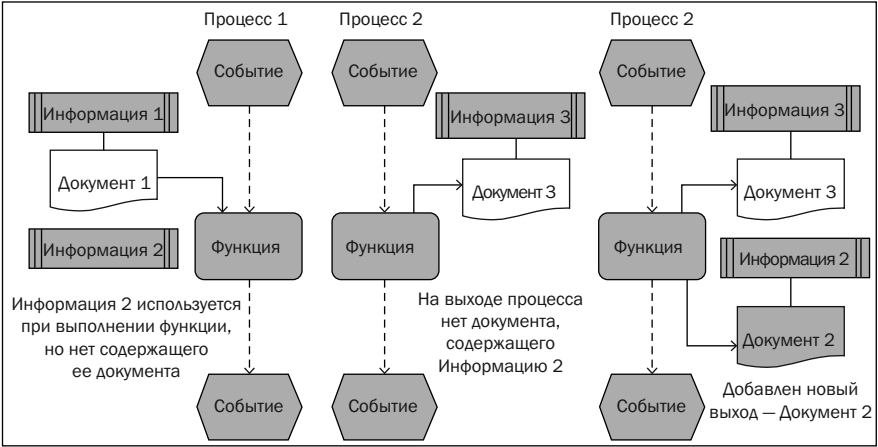 Процесс 1
Процесс 2
Процесс 2
Событие
Событие
Событие
Информация 1
Информация 3
Информация 3
Документ 1
Документ 3
Документ 3
Информация 2
Функция
Функция
Функция
Информация 2
Информация 2 используется
при выполнении функции,
но нет содержащего
ее документа
На выходе процесса
нет документа,
содержащего
Информацию 2
Документ 2
Добавлен новый
выход — Документ 2
Событие
Событие
Событие